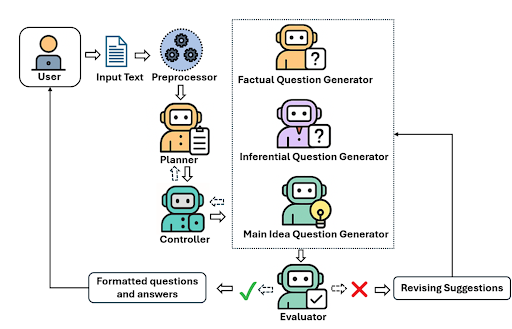 User
Input Text
Preprocessor
Factual Question Generator
?
Planner
Inferential Question Generator
?
Controller
Main Idea Question Generator
Formatted questions
and answers
Evaluator
Revising Suggestions